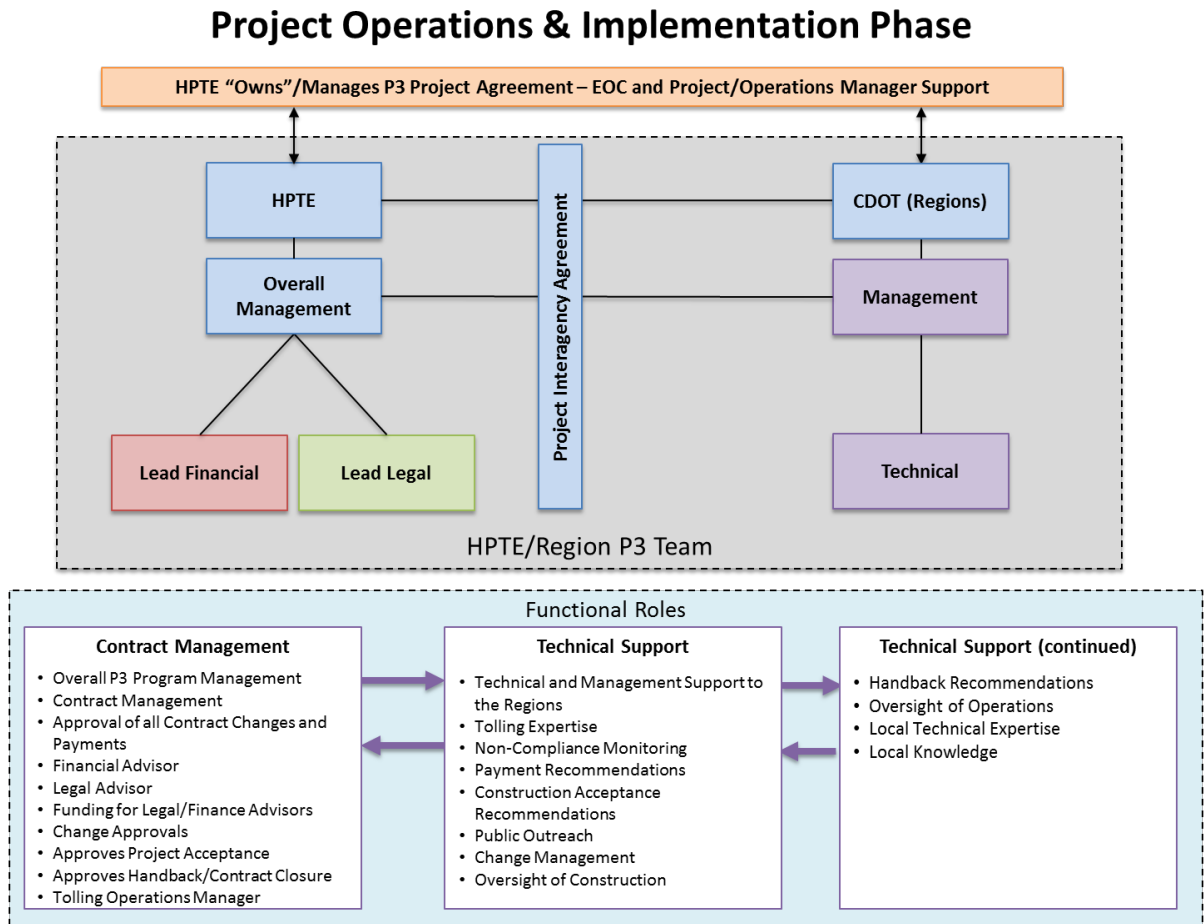 Project Operations & Implementation Phase
HPTE “Owns”/Manages P3 Project Agreement – EOC and Project/Operations Manager Support
HPTE
Project Interagency Agreement
CDOT (Regions)
Overall
Management
Management
Lead Financial
Lead Legal
Technical
HPTE/Region P3 Team
Functional Roles
Contract Management
• Overall P3 Program Management
• Contract Management
• Approval of all Contract Changes and
Payments
• Financial Advisor
• Legal Advisor
• Funding for Legal/Finance Advisors
• Change Approvals
• Approves Project Acceptance
• Approves Handback/Contract Closure
• Tolling Operations Manager
Technical Support
• Technical and Management Support to
the Regions
• Tolling Expertise
• Non-Compliance Monitoring
• Payment Recommendations
• Construction Acceptance
Recommendations
• Public Outreach
• Change Management
• Oversight of Construction
Technical Support (continued)
• Handback Recommendations
• Oversight of Operations
• Local Technical Expertise
• Local Knowledge